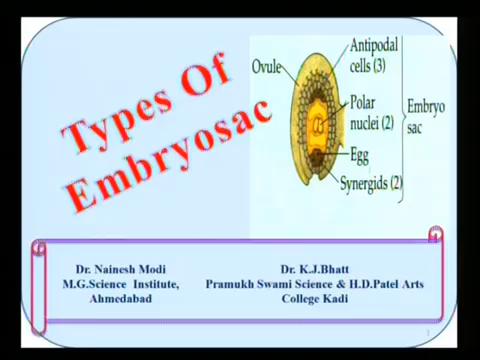 Types Of
Embryosac
Ovule
Antipodal
cells (3)
Polar
nuclei (2)
Embryo
sac
Egg
Synergids (2)
Dr. Nainesh Modi
M.G.Science Institute,
Ahmedabad
Dr. K.J.Bhatt
Pramukh Swami Science & H.D.Patel Arts
College Kadi
1